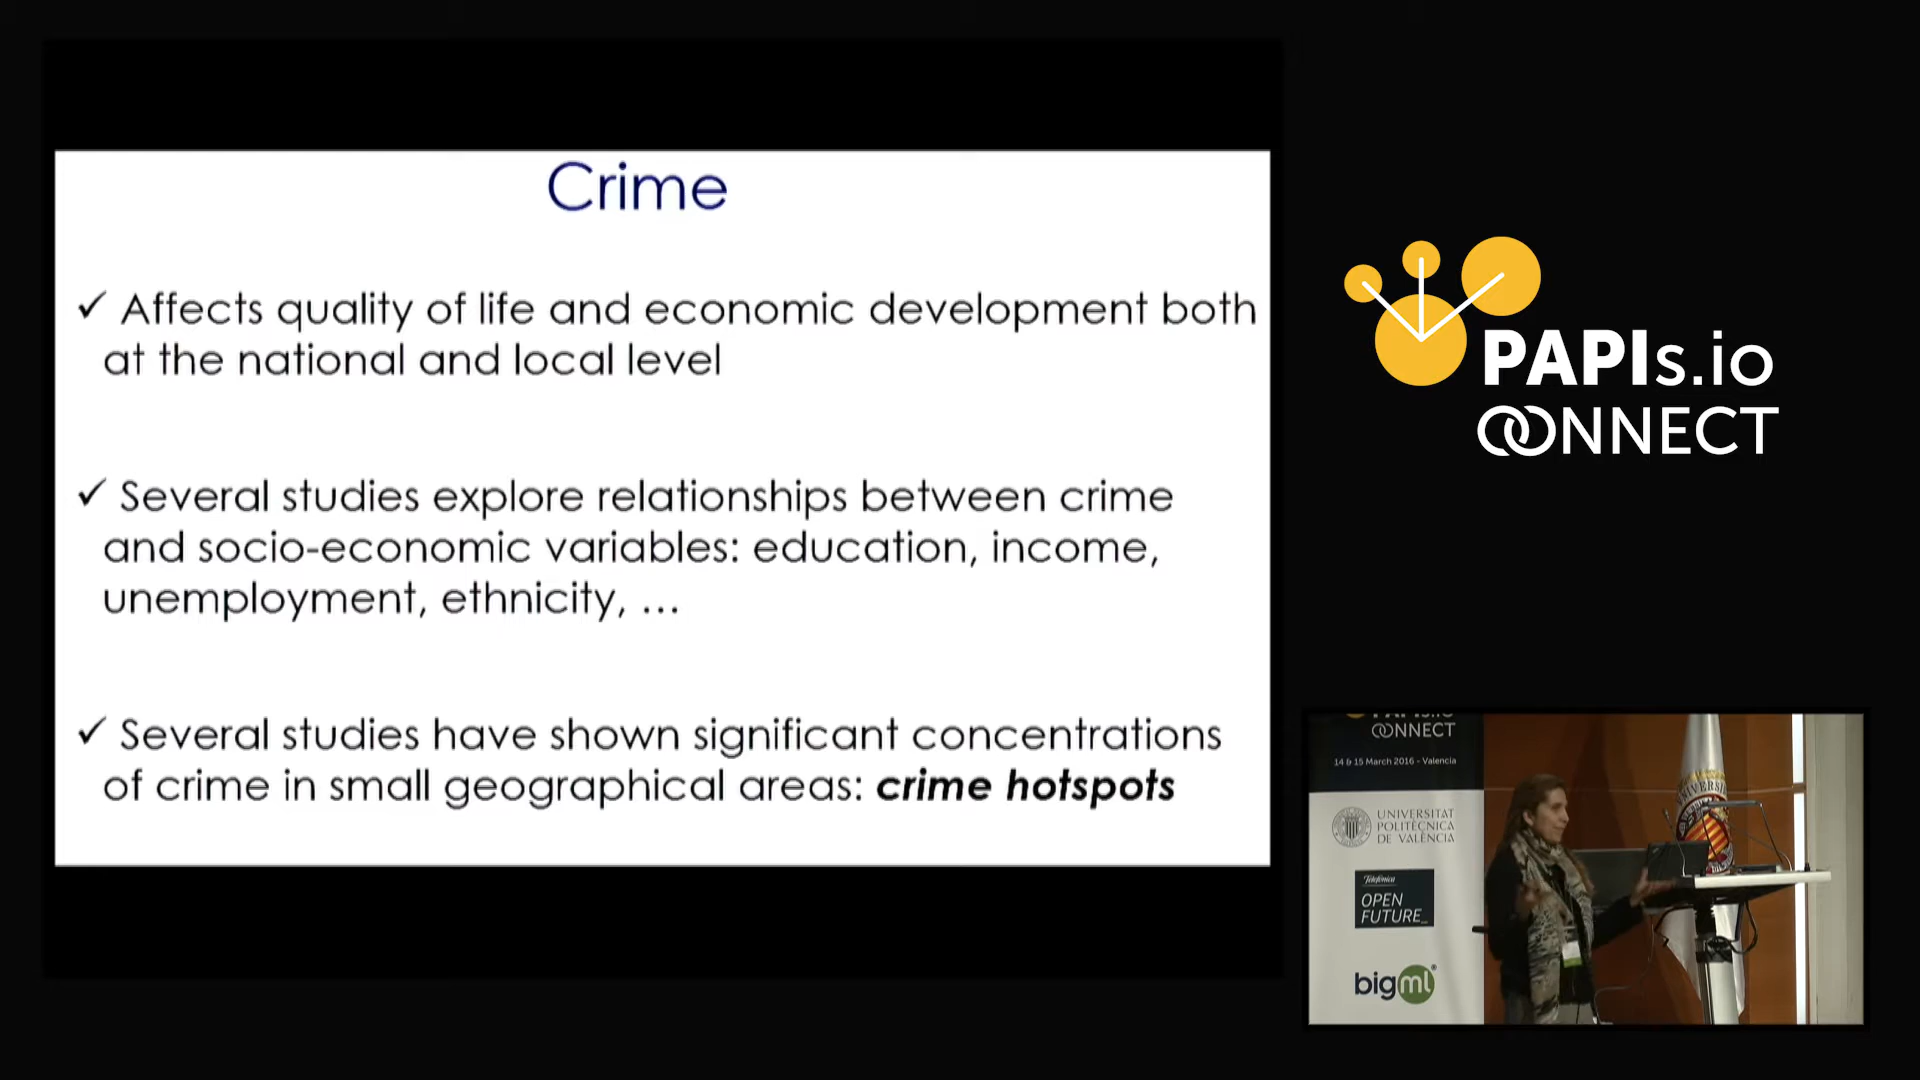 Crime
✓ Affects quality of life and economic development both
at the national and local level
✓ Several studies explore relationships between crime
and socio-economic variables: education, income,
unemployment, ethnicity, ...
✓ Several studies have shown significant concentrations
of crime in small geographical areas: crime hotspots
PAPIs.io
CONNECT
CONNECT
14 & 15 March 2016 - Valencia
UNIVERSITAT
POLITÈCNICA
DE VALÈNCIA
Telefónica
OPEN
FUTURE_
bigml